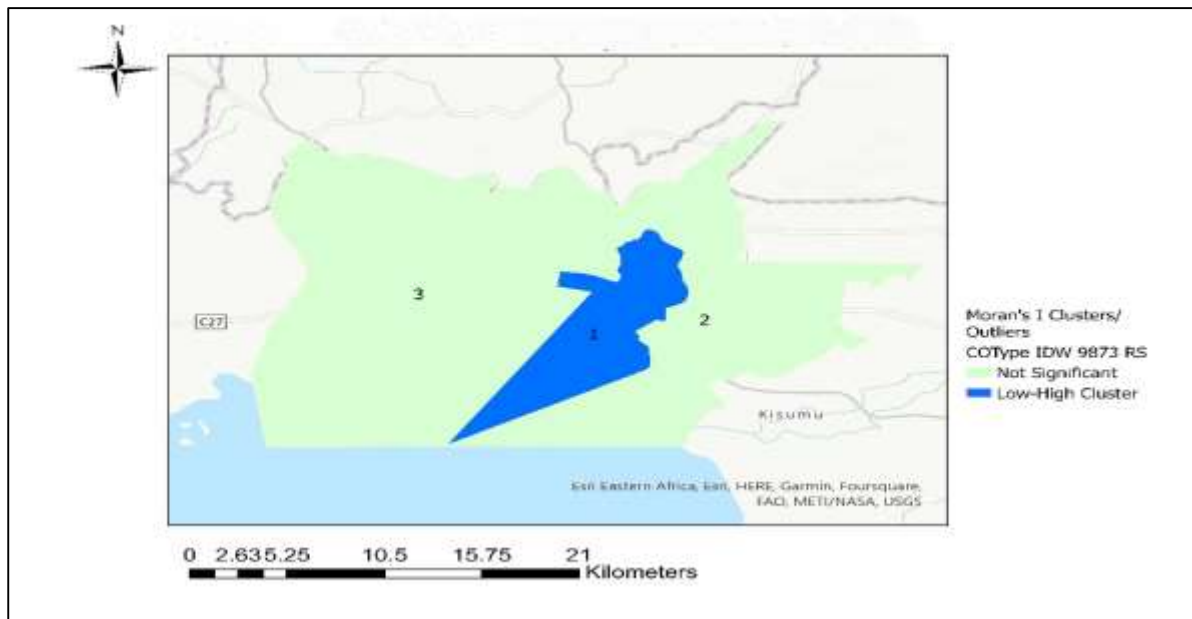 N
3
1
2
C27
Kisumu
Esri Eastern Africa, Esri, HERE, Garmin, Foursquare,
FAO, METI/NASA, USGS
Moran's I Clusters/
Outliers
COType IDW 9873 RS
Not Significant
Low-High Cluster
0 2.63 5.25 10.5 15.75 21
Kilometers